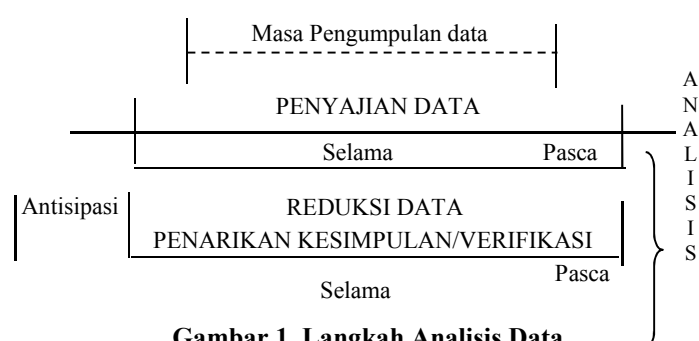 Masa Pengumpulan data
PENYAJIAN DATA
Selama Pasca
Antisipasi REDUKSI DATA
PENARIKAN KESIMPULAN/VERIFIKASI
Pasca
Selama
Gambar 1. Langkah Analisis Data
A
N
A
L
I
S
I
S